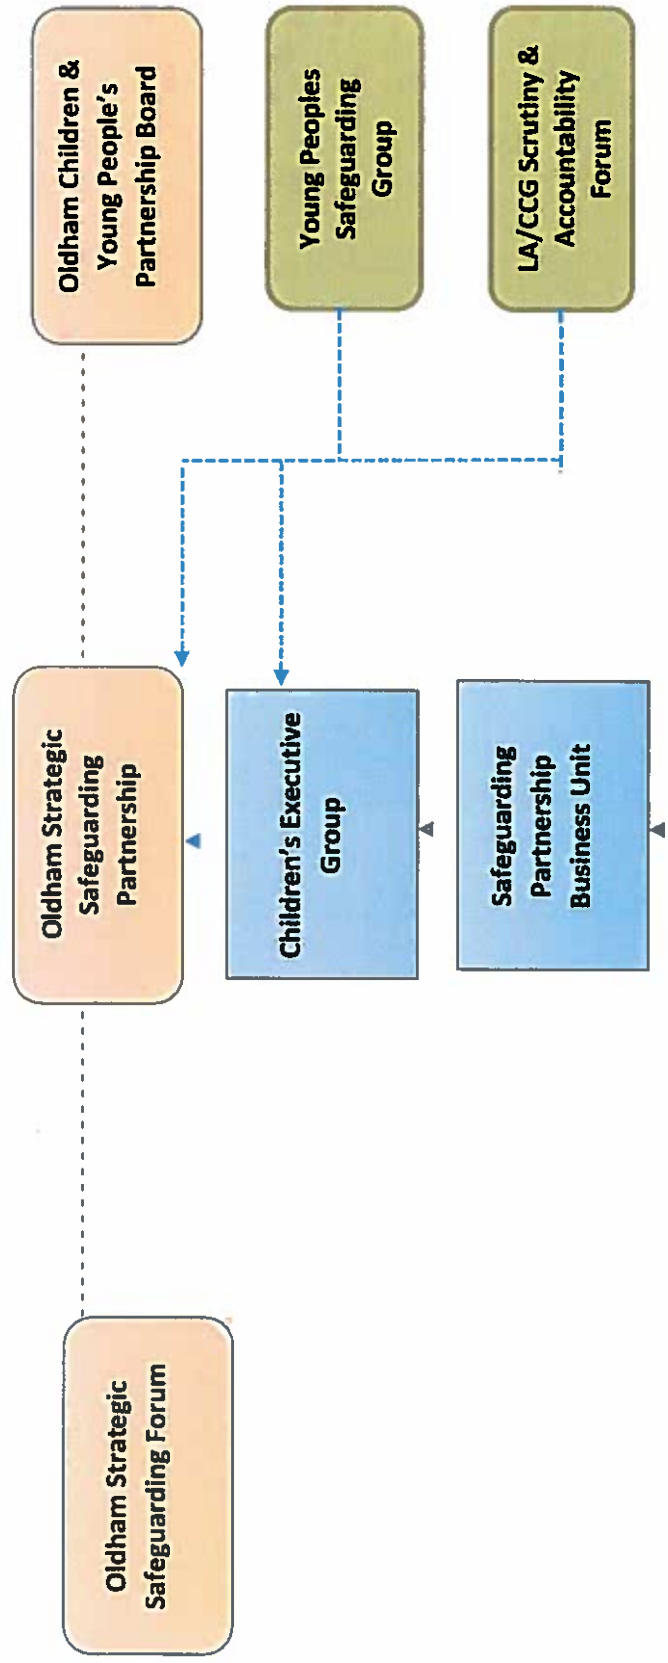 Oldham Strategic
Safeguarding Forum
Oldham Strategic
Safeguarding
Partnership
Oldham Children &
Young People's
Partnership Board
Children's Executive
Group
Young Peoples
Safeguarding
Group
Safeguarding
Partnership
Business Unit
LA/CCG Scrutiny &
Accountability
Forum